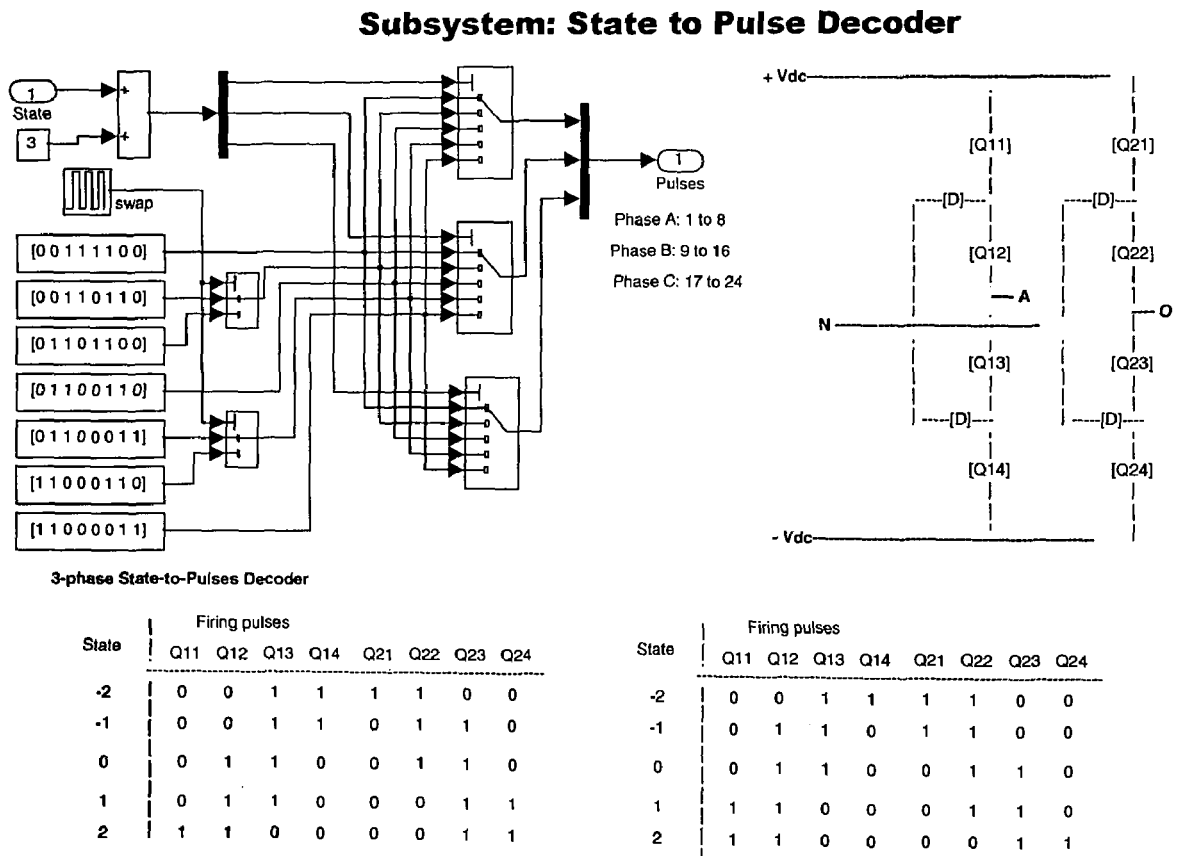 Subsystem: State to Pulse Decoder
1
State
3
swap
[0 0 1 1 1 1 0 0]
[0 0 1 1 0 1 1 0]
[0 1 1 0 1 1 0 0]
[0 1 1 0 0 1 1 0]
[0 1 1 0 0 0 1 1]
[1 1 0 0 0 1 1 0]
[1 1 0 0 0 0 1 1]
1
Pulses
Phase A: 1 to 8
Phase B: 9 to 16
Phase C: 17 to 24
+ Vdc
[Q11] [Q21]
[D] [D]
[Q12] [Q22]
A
O
N
[Q13] [Q23]
[D] [D]
[Q14] [Q24]
- Vdc
3-phase State-to-Pulses Decoder
Firing pulses
State Q11 Q12 Q13 Q14 Q21 Q22 Q23 Q24
-2 0 0 1 1 1 1 0 0
-1 0 0 1 1 0 1 1 0
0 0 1 1 0 0 1 1 0
1 0 1 1 0 0 0 1 1
2 1 1 0 0 0 0 1 1
Firing pulses
State Q11 Q12 Q13 Q14 Q21 Q22 Q23 Q24
-2 0 0 1 1 1 1 0 0
-1 0 1 1 0 1 1 0 0
0 0 1 1 0 0 1 1 0
1 1 1 0 0 0 1 1 0
2 1 1 0 0 0 0 1 1